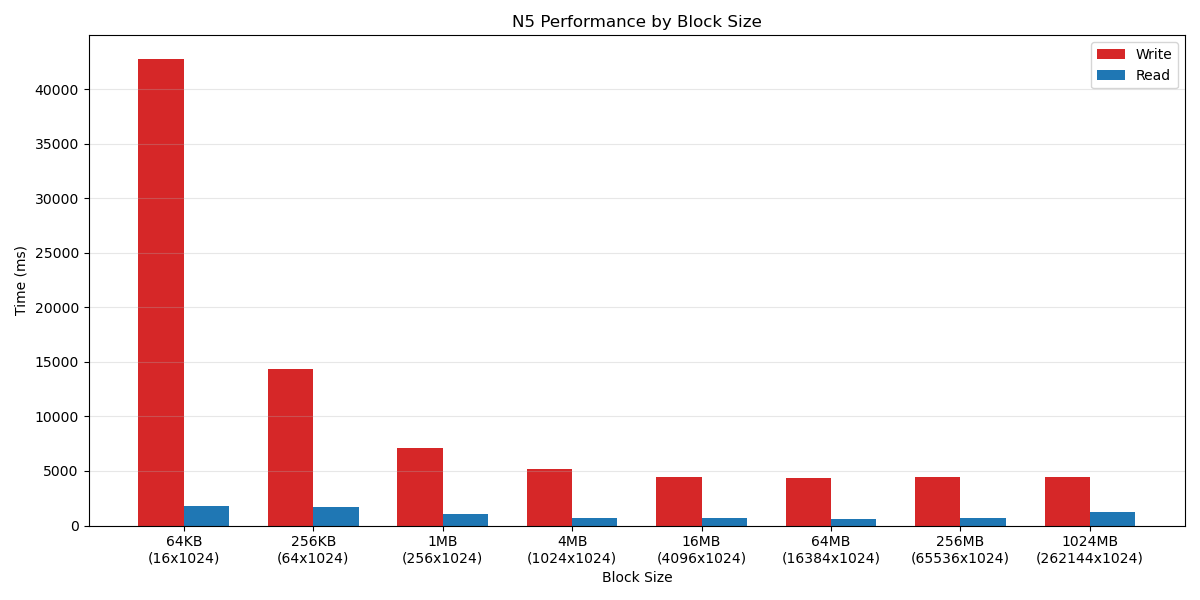 N5 Performance by Block Size
Write
Read
Time (ms)
40000
35000
30000
25000
20000
15000
10000
5000
0
64KB
(16x1024)
256KB
(64x1024)
1MB
(256x1024)
4MB
(1024x1024)
16MB
(4096x1024)
64MB
(16384x1024)
256MB
(65536x1024)
1024MB
(262144x1024)
Block Size